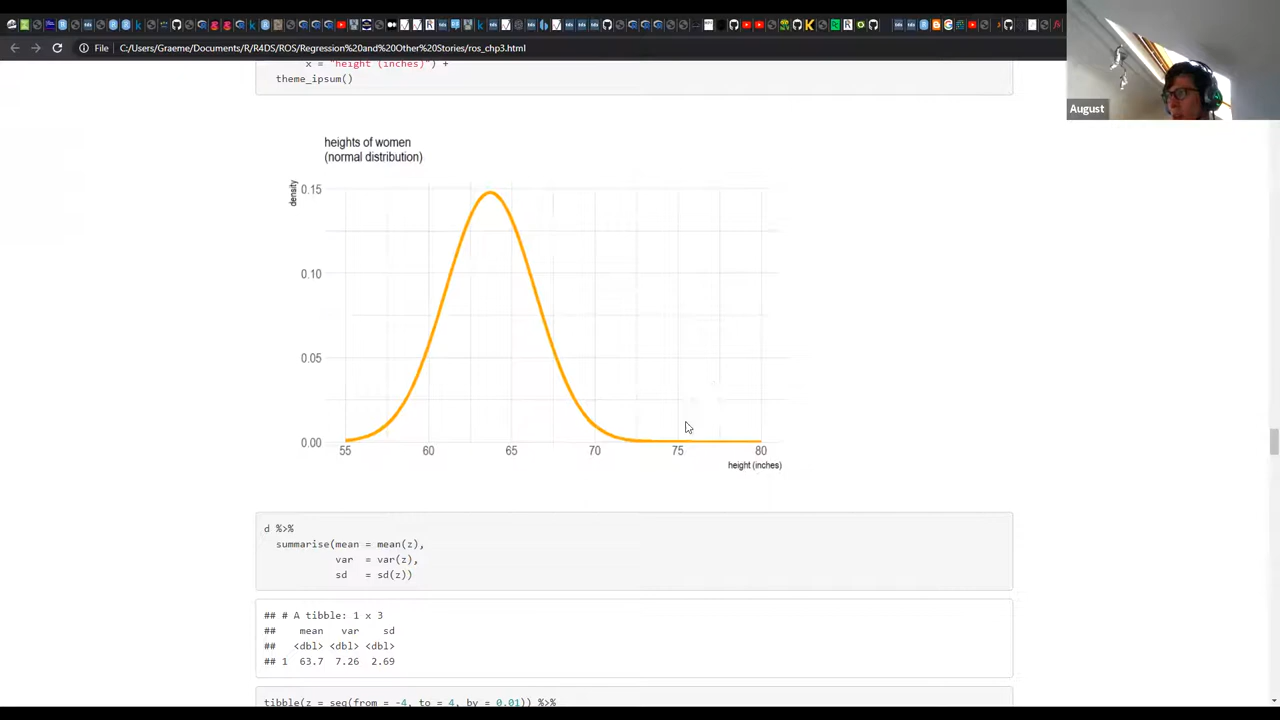 File
C:/Users/Graeme/Documents/R/R4DS/ROS/Regression%20and%20Other%20Stories/ros_chp3.html
August
x = "height (inches)") +
theme_ipsum()
heights of women
(normal distribution)
density
0.15
0.10
0.05
0.00
55 60 65 70 75 80
height (inches)
d %>%
summarise(mean = mean(z),
var = var(z),
sd = sd(z))
## # A tibble: 1 x 3
## mean var sd
## <dbl> <dbl> <dbl>
## 1 63.7 7.26 2.69
tibble(z = seq(from = -4, to = 4, by = 0.01)) %>%